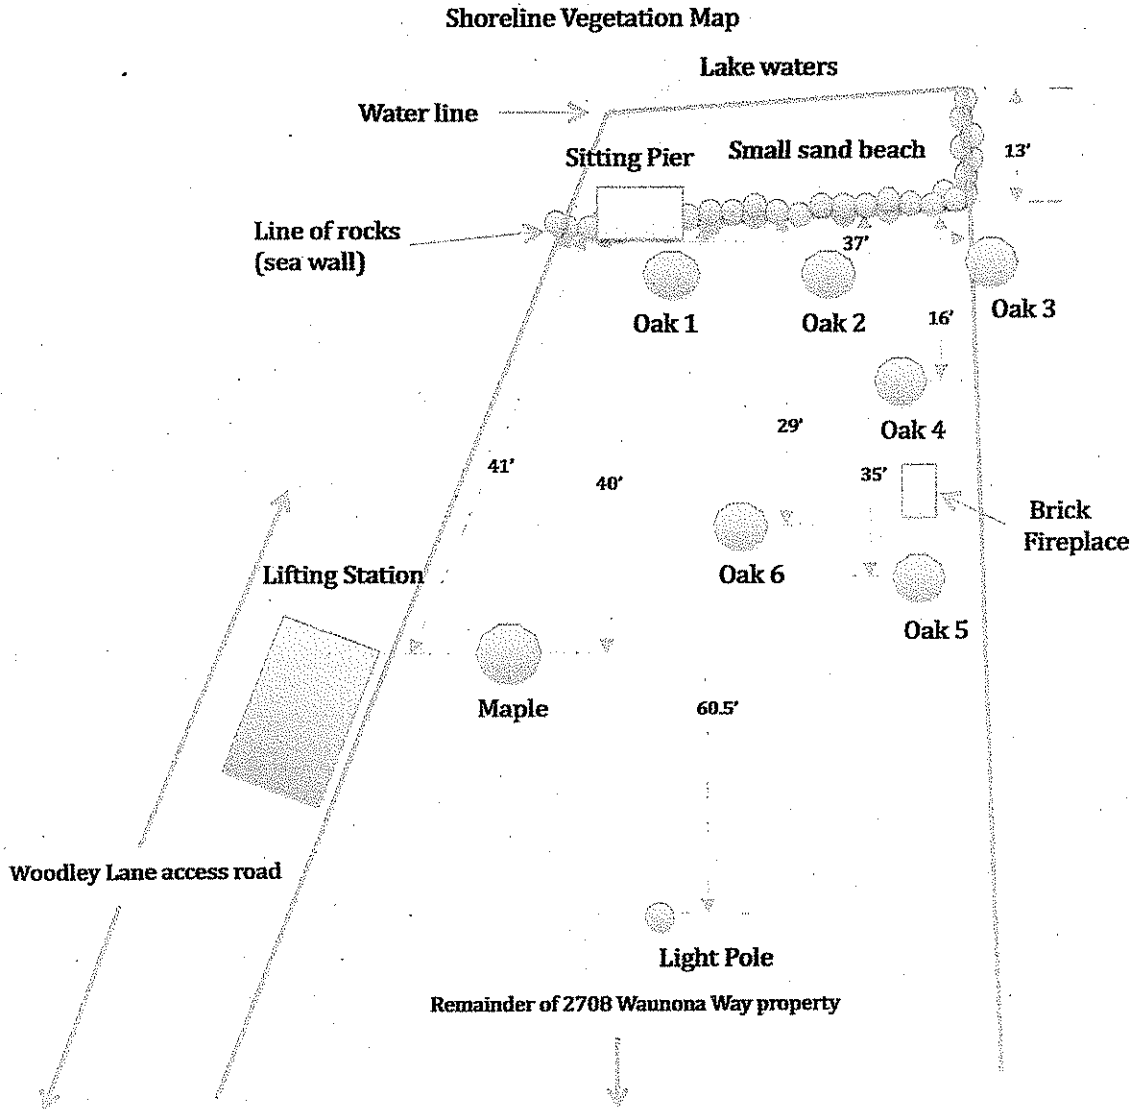 Shoreline Vegetation Map
Lake waters
Water line
Sitting Pier
Small sand beach
13'
Line of rocks
(sea wall)
37'
Oak 1
Oak 2
Oak 3
16'
Oak 4
29'
41'
40'
35'
Brick
Fireplace
Lifting Station
Oak 6
Oak 5
Maple
60.5'
Woodley Lane access road
Light Pole
Remainder of 2708 Waunona Way property